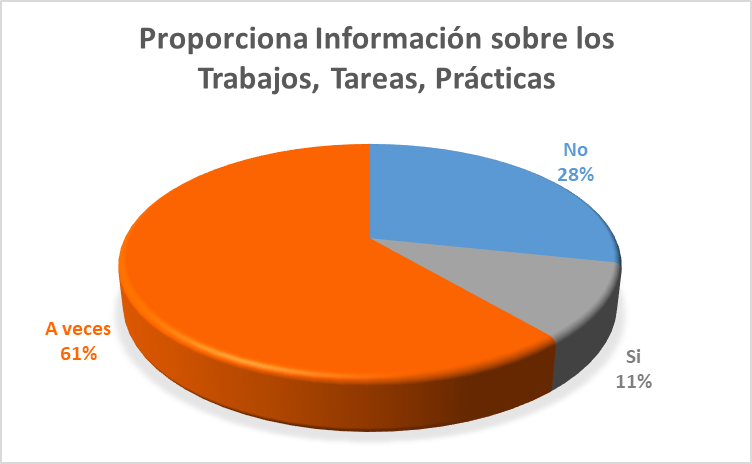 Proporciona Información sobre los
Trabajos, Tareas, Prácticas
No
28%
A veces
61%
Si
11%